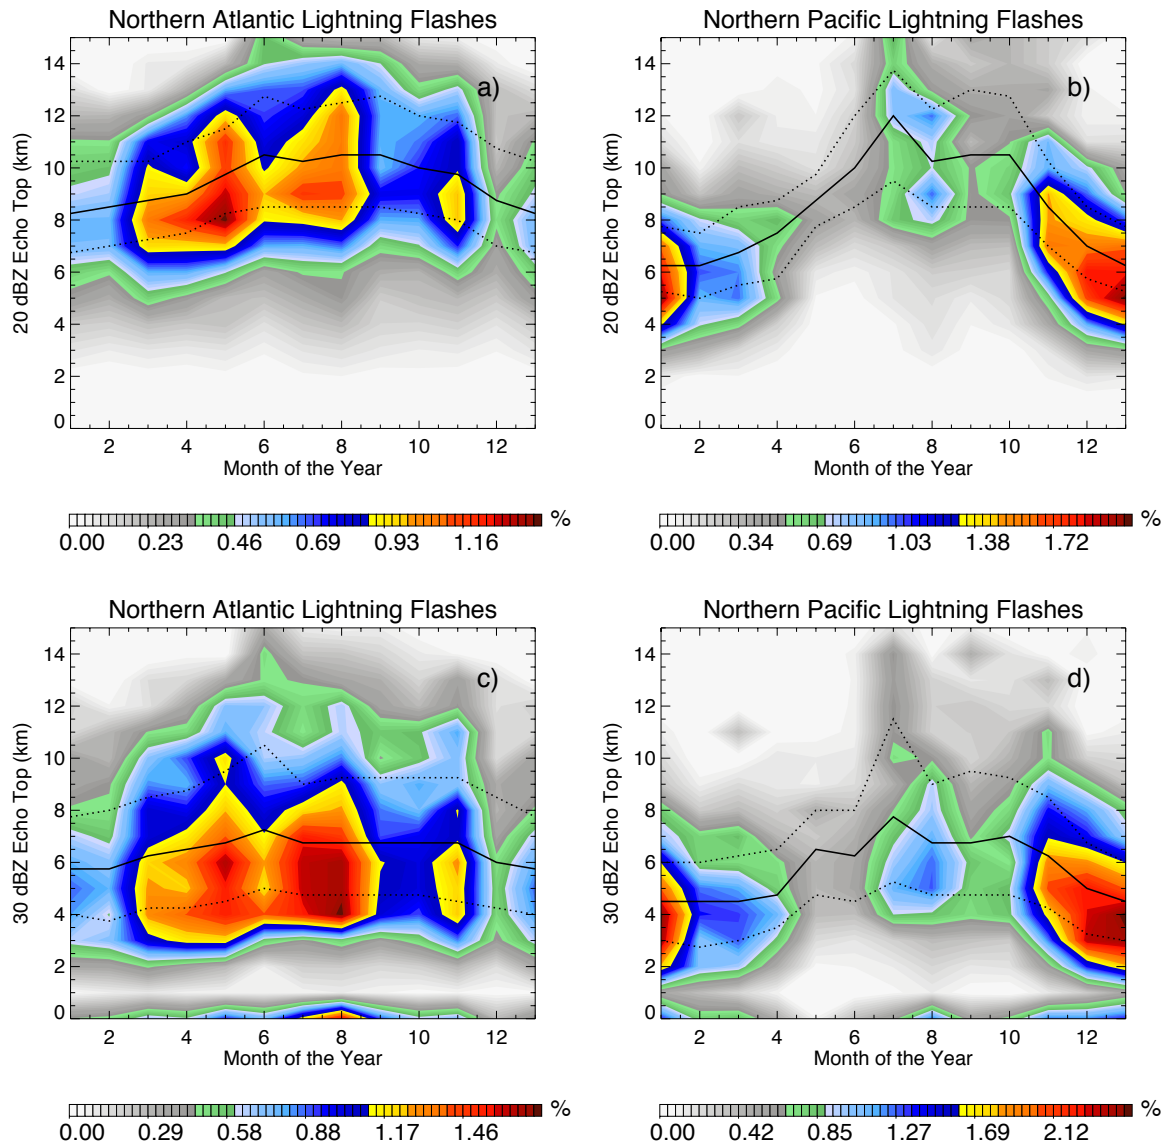 Northern Atlantic Lightning Flashes
Northern Pacific Lightning Flashes
a)
b)
20 dBZ Echo Top (km)
14
12
10
8
6
4
2
0
2 4 6 8 10 12
Month of the Year
20 dBZ Echo Top (km)
14
12
10
8
6
4
2
0
2 4 6 8 10 12
Month of the Year
0.00 0.23 0.46 0.69 0.93 1.16 %
0.00 0.34 0.69 1.03 1.38 1.72 %
Northern Atlantic Lightning Flashes
Northern Pacific Lightning Flashes
c)
d)
30 dBZ Echo Top (km)
14
12
10
8
6
4
2
0
2 4 6 8 10 12
Month of the Year
30 dBZ Echo Top (km)
14
12
10
8
6
4
2
0
2 4 6 8 10 12
Month of the Year
0.00 0.29 0.58 0.88 1.17 1.46 %
0.00 0.42 0.85 1.27 1.69 2.12 %